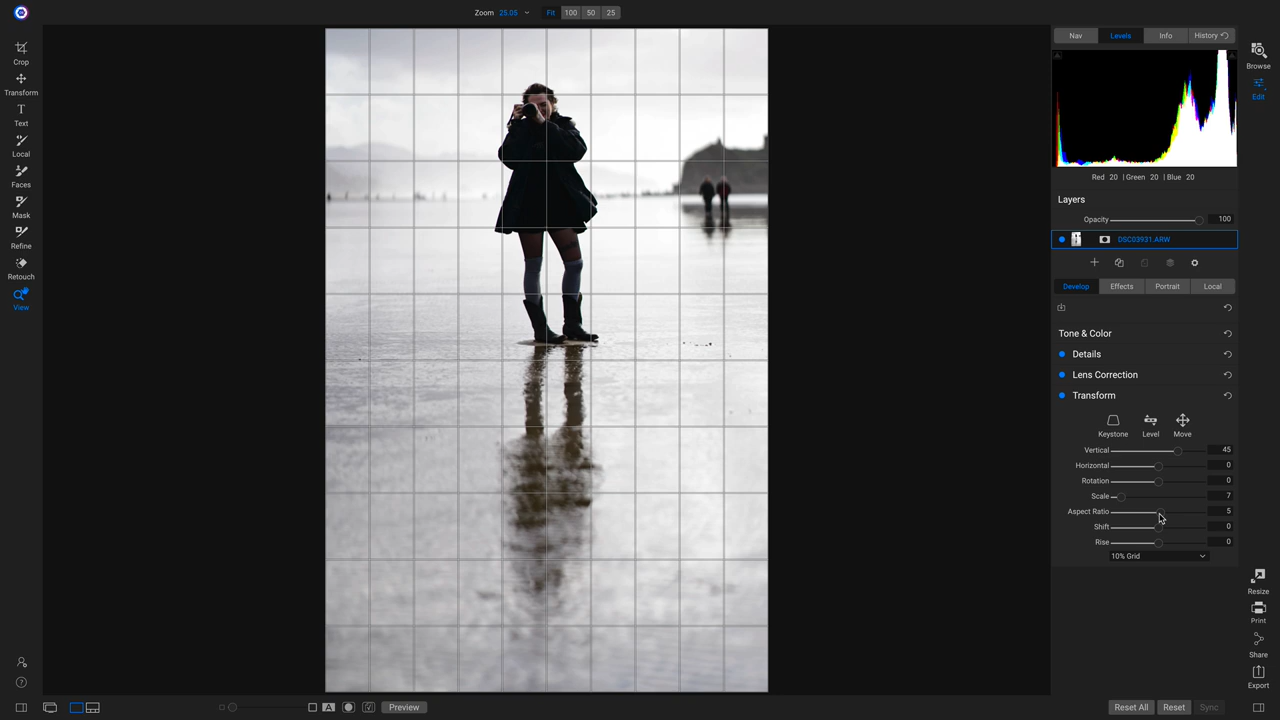 Zoom 25.05 Fit 100 50 25
Nav Levels Info History
Crop
Transform
Text
Local
Faces
Mask
Refine
Retouch
View
Browse
Edit
Red 20 | Green 20 | Blue 20
Layers
Opacity 100
DSC03931.ARW
Develop Effects Portrait Local
Tone & Color
Details
Lens Correction
Transform
Keystone Level Move
Vertical 45
Horizontal 0
Rotation 0
Scale 7
Aspect Ratio 5
Shift 0
Rise 0
10% Grid
Resize
Print
Share
Export
A Preview
Reset All Reset Sync